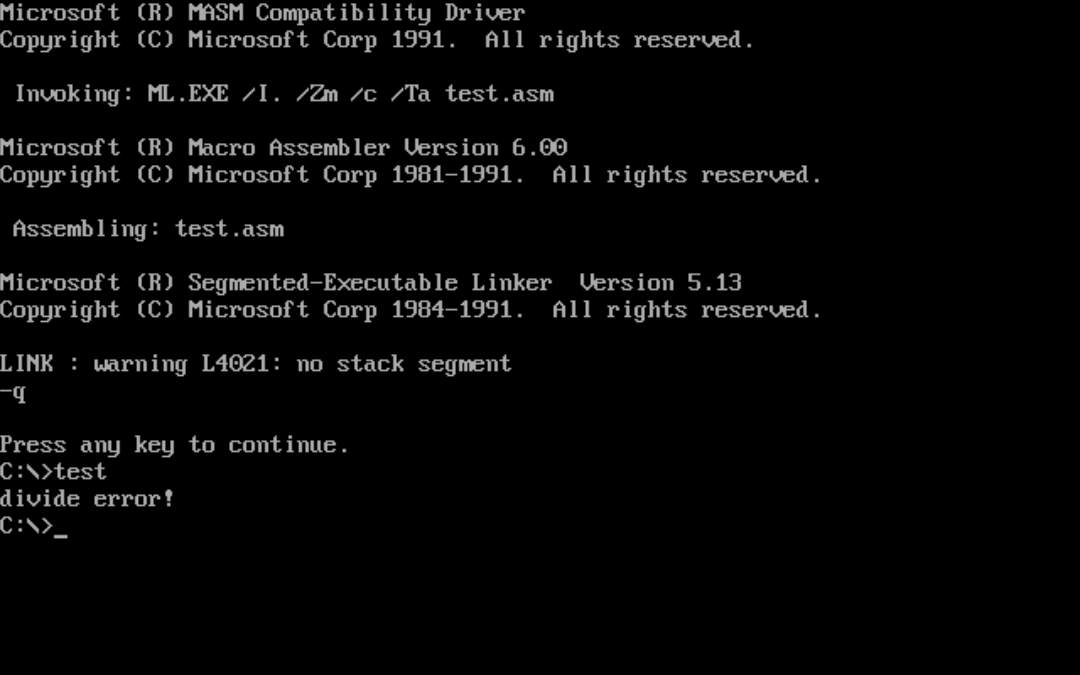 Microsoft (R) MASM Compatibility Driver
Copyright (C) Microsoft Corp 1991.  All rights reserved.
Invoking: ML.EXE /I. /Zm /c /Ta test.asm
Microsoft (R) Macro Assembler Version 6.00
Copyright (C) Microsoft Corp 1981-1991.  All rights reserved.
Assembling: test.asm
Microsoft (R) Segmented-Executable Linker  Version 5.13
Copyright (C) Microsoft Corp 1984-1991.  All rights reserved.
LINK : warning L4021: no stack segment
-q
Press any key to continue.
C:\>test
divide error!
C:\>_